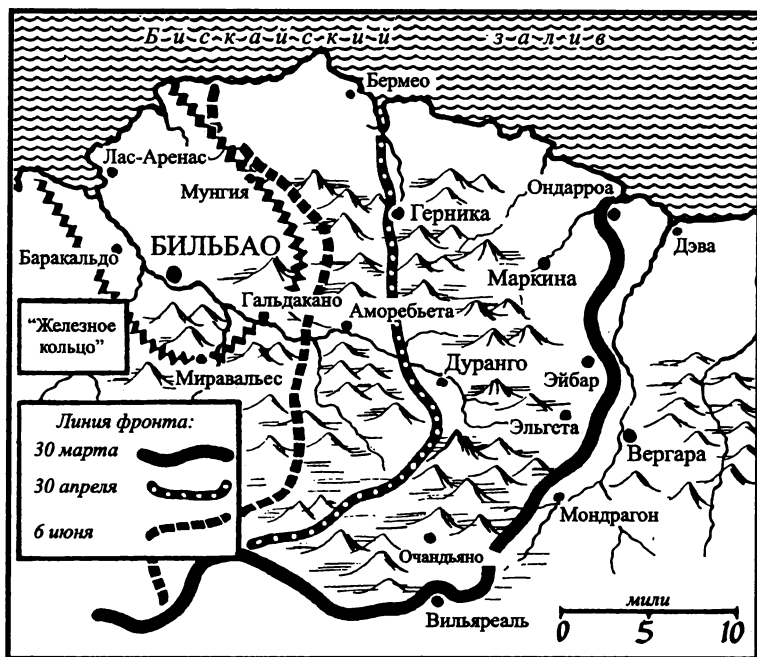 Бискайский залив
Бермео
Лас-Аренас
Мунгия
Герника
Ондарроа
Дэва
Баракальдо
БИЛЬБАО
Маркина
Гальдакано
Аморебьета
"Железное
кольцо"
Миравальес
Дуранго
Эйбар
Эльгета
Вергара
Линия фронта:
30 марта
30 апреля
6 июня
Мондрагон
Очандьяно
Вильяреаль
мили
0 5 10